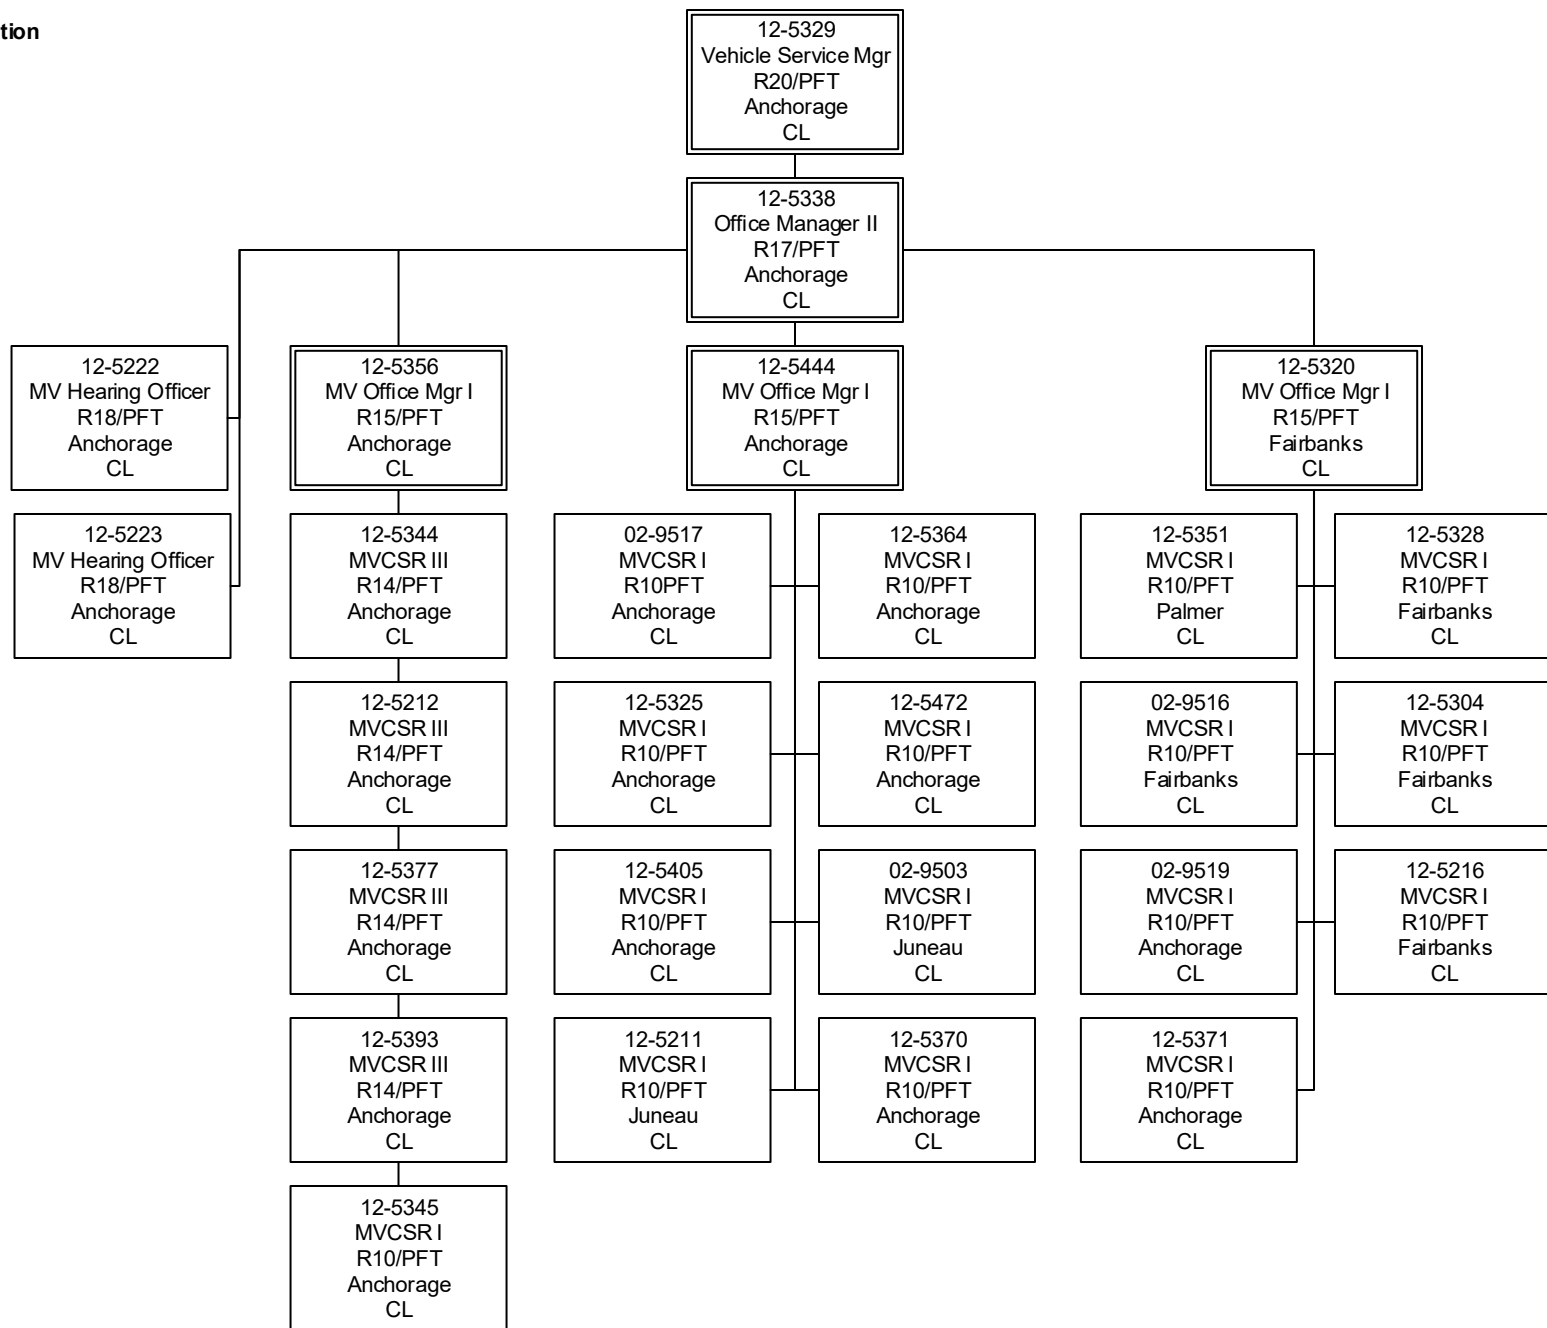 tion
12-5329
Vehicle Service Mgr
R20/PFT
Anchorage
CL
12-5338
Office Manager II
R17/PFT
Anchorage
CL
12-5222
MV Hearing Officer
R18/PFT
Anchorage
CL
12-5223
MV Hearing Officer
R18/PFT
Anchorage
CL
12-5356
MV Office Mgr I
R15/PFT
Anchorage
CL
12-5344
MVCSR III
R14/PFT
Anchorage
CL
12-5212
MVCSR III
R14/PFT
Anchorage
CL
12-5377
MVCSR III
R14/PFT
Anchorage
CL
12-5393
MVCSR III
R14/PFT
Anchorage
CL
12-5345
MVCSR I
R10/PFT
Anchorage
CL
12-5444
MV Office Mgr I
R15/PFT
Anchorage
CL
02-9517
MVCSR I
R10PFT
Anchorage
CL
12-5364
MVCSR I
R10/PFT
Anchorage
CL
12-5325
MVCSR I
R10/PFT
Anchorage
CL
12-5472
MVCSR I
R10/PFT
Anchorage
CL
12-5405
MVCSR I
R10/PFT
Anchorage
CL
02-9503
MVCSR I
R10/PFT
Juneau
CL
12-5211
MVCSR I
R10/PFT
Juneau
CL
12-5370
MVCSR I
R10/PFT
Anchorage
CL
12-5320
MV Office Mgr I
R15/PFT
Fairbanks
CL
12-5351
MVCSR I
R10/PFT
Palmer
CL
12-5328
MVCSR I
R10/PFT
Fairbanks
CL
02-9516
MVCSR I
R10/PFT
Fairbanks
CL
12-5304
MVCSR I
R10/PFT
Fairbanks
CL
02-9519
MVCSR I
R10/PFT
Anchorage
CL
12-5216
MVCSR I
R10/PFT
Fairbanks
CL
12-5371
MVCSR I
R10/PFT
Anchorage
CL